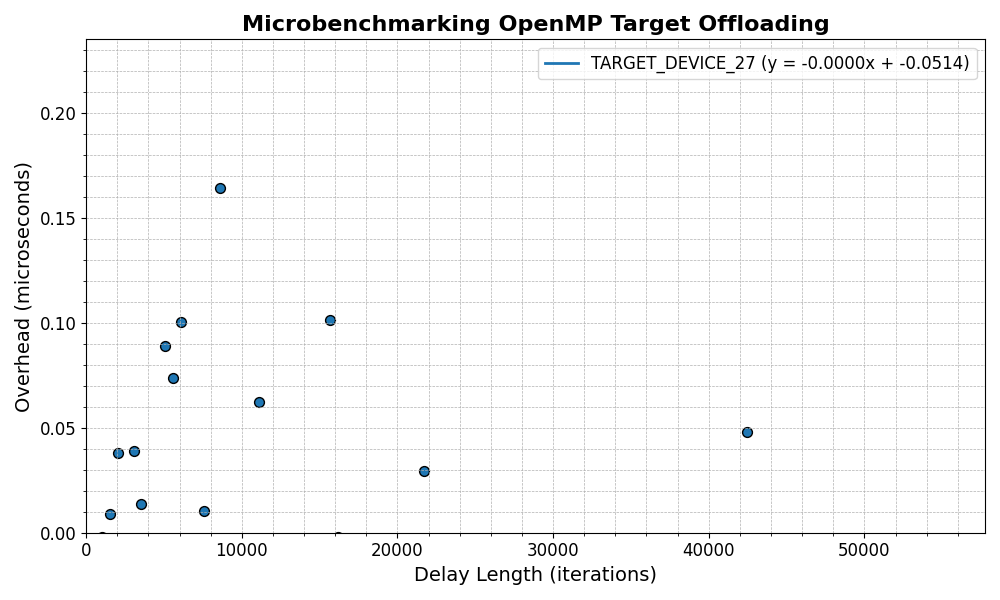 Microbenchmarking OpenMP Target Offloading
TARGET_DEVICE_27 (y = -0.0000x + -0.0514)
Overhead (microseconds)
0.20
0.15
0.10
0.05
0.00
0 10000 20000 30000 40000 50000
Delay Length (iterations)